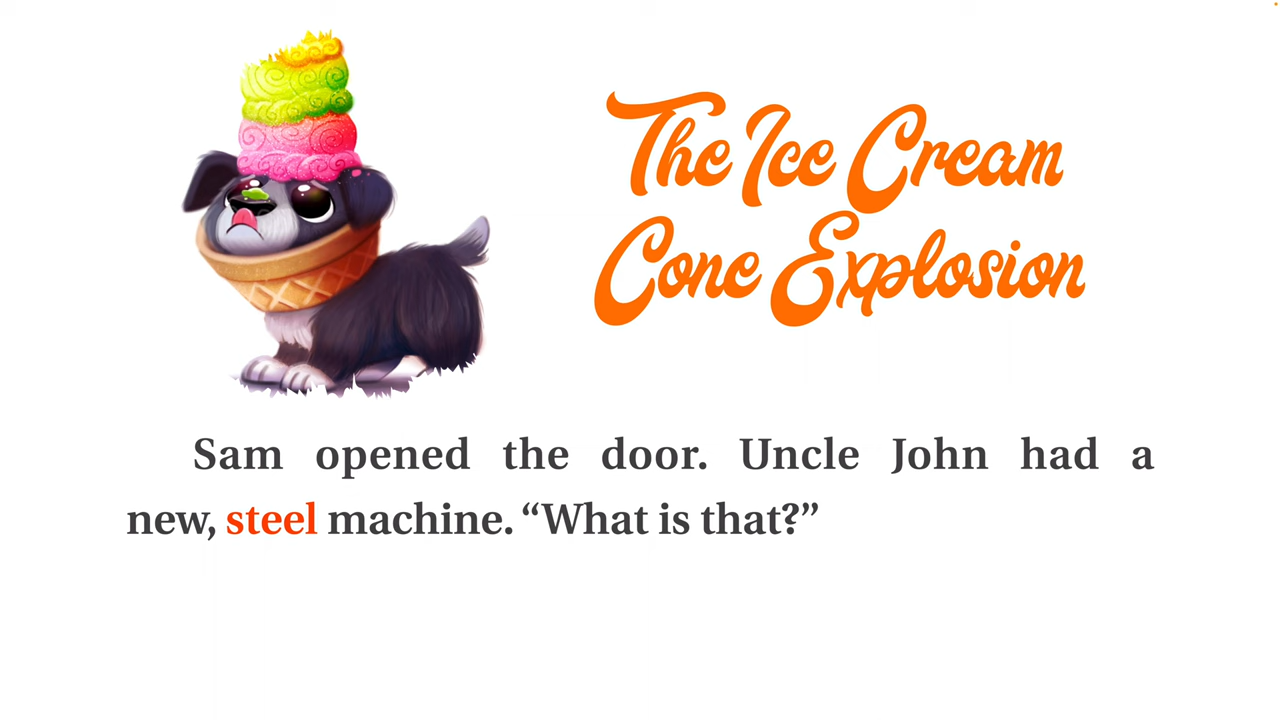 The Ice Cream
Cone Explosion
Sam opened the door. Uncle John had a
new, steel machine. “What is that?”